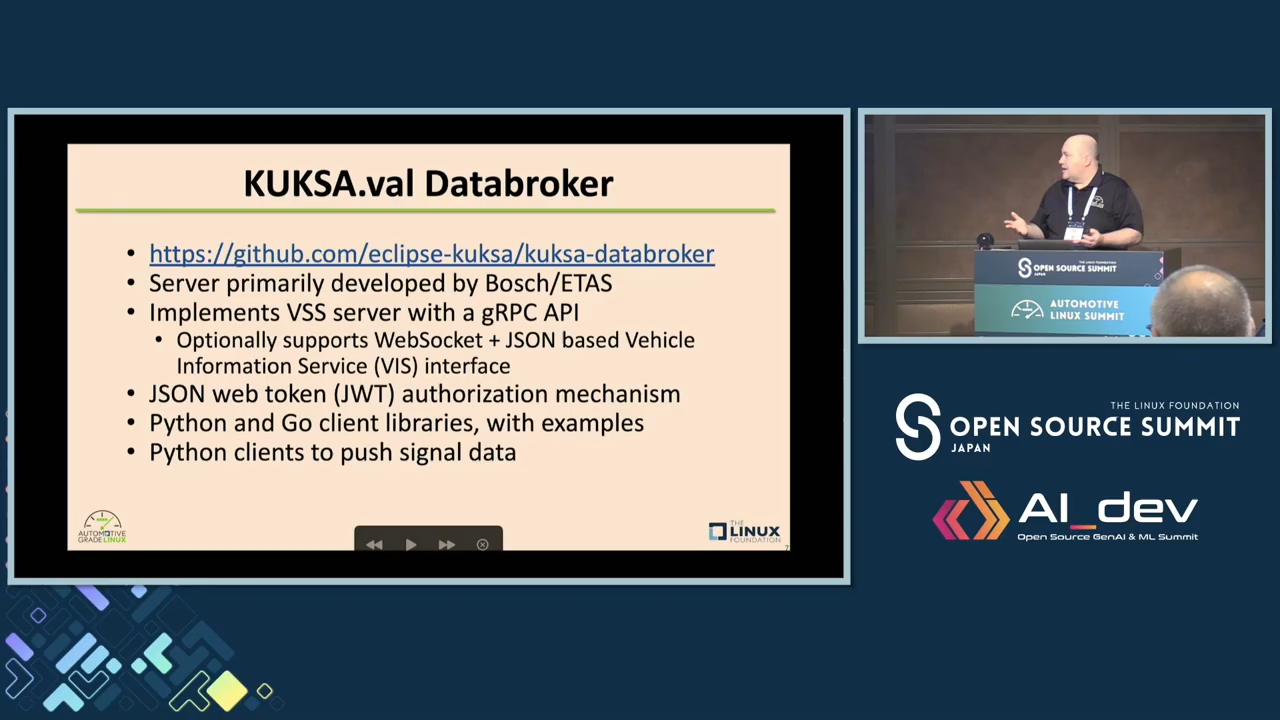 KUKSA.val Databroker
• https://github.com/eclipse-kuksa/kuksa-databroker
• Server primarily developed by Bosch/ETAS
• Implements VSS server with a gRPC API
• Optionally supports WebSocket + JSON based Vehicle
Information Service (VIS) interface
• JSON web token (JWT) authorization mechanism
• Python and Go client libraries, with examples
• Python clients to push signal data
AUTOMOTIVE
GRADE LINUX
THE
LINUX
FOUNDATION
7
THE LINUX FOUNDATION
OPEN SOURCE SUMMIT
JAPAN
AUTOMOTIVE
LINUX SUMMIT
THE LINUX FOUNDATION
OPEN SOURCE SUMMIT
JAPAN
AI_dev
Open Source GenAI & ML Summit